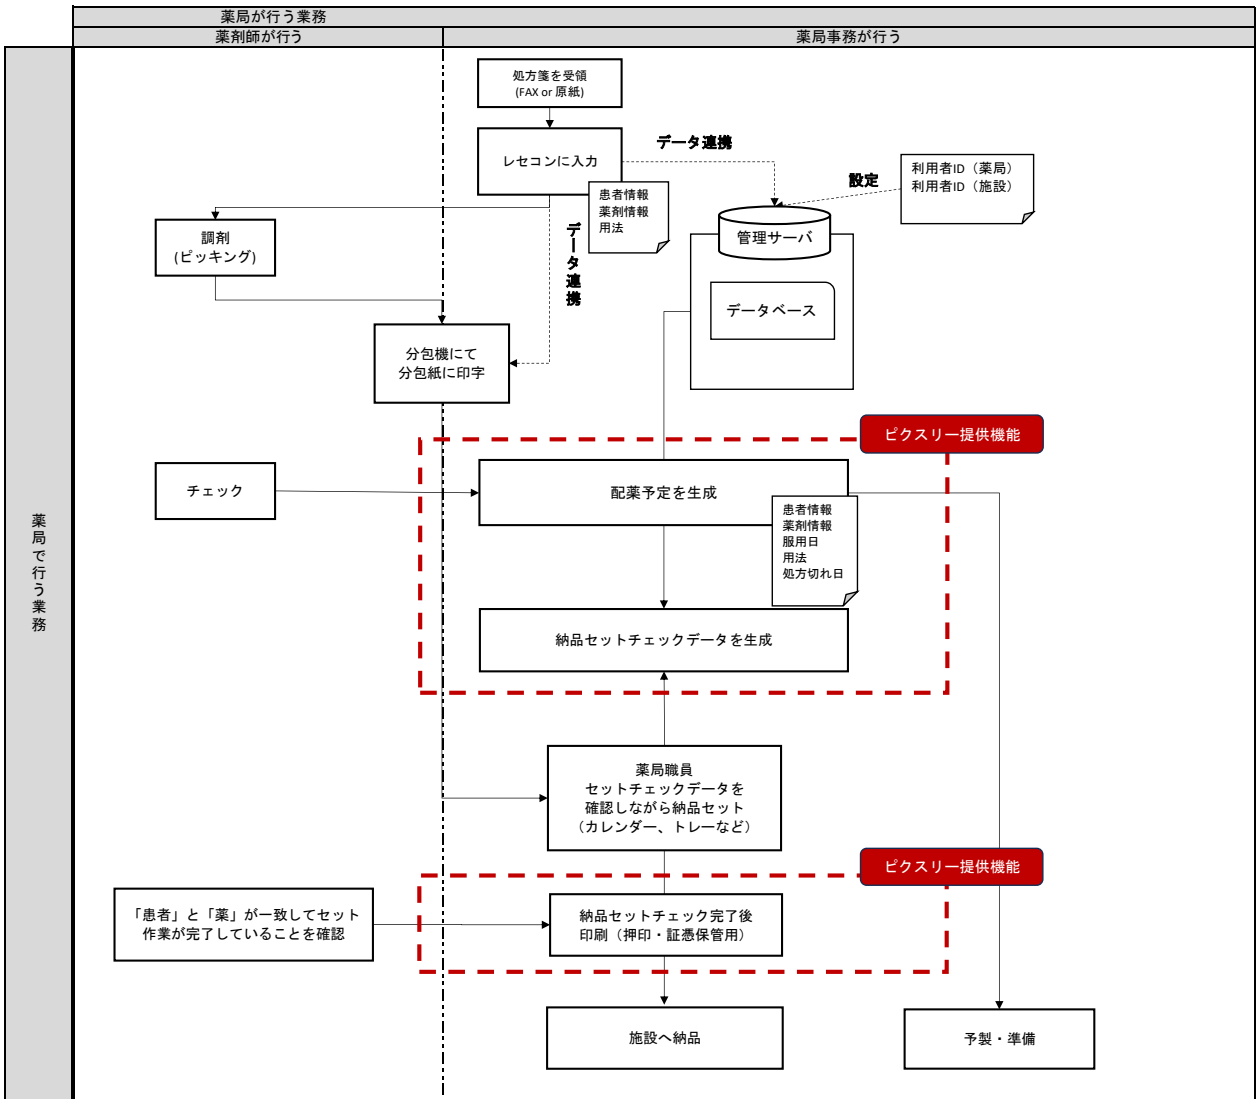 薬局が行う業務
薬剤師が行う
薬局事務が行う
薬局で行う業務
処方箋を受領
(FAX or 原紙)
レセコンに入力
データ連携
患者情報
薬剤情報
用法
設定
利用者ID（薬局）
利用者ID（施設）
管理サーバ
データベース
調剤
(ピッキング)
データ連携
分包機にて
分包紙に印字
ピクスリー提供機能
チェック
配薬予定を生成
患者情報
薬剤情報
服用日
用法
処方切れ日
納品セットチェックデータを生成
薬局職員
セットチェックデータを
確認しながら納品セット
（カレンダー、トレーなど）
ピクスリー提供機能
「患者」と「薬」が一致してセット
作業が完了していることを確認
納品セットチェック完了後
印刷（押印・証憑保管用）
施設へ納品
予製・準備